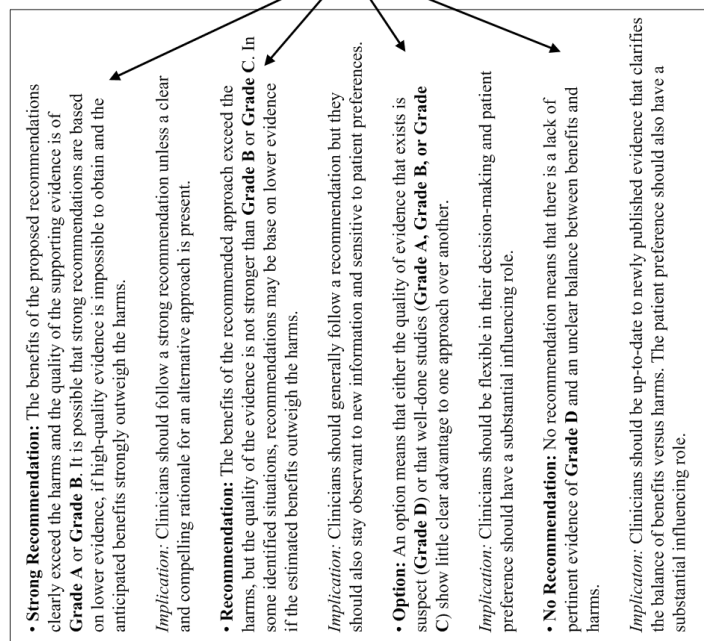 • Strong Recommendation: The benefits of the proposed recommendations
clearly exceed the harms and the quality of the supporting evidence is of
Grade A or Grade B. It is possible that strong recommendations are based
on lower evidence, if high-quality evidence is impossible to obtain and the
anticipated benefits strongly outweigh the harms.
Implication: Clinicians should follow a strong recommendation unless a clear
and compelling rationale for an alternative approach is present.
• Recommendation: The benefits of the recommended approach exceed the
harms, but the quality of the evidence is not stronger than Grade B or Grade C. In
some identified situations, recommendations may be base on lower evidence
if the estimated benefits outweigh the harms.
Implication: Clinicians should generally follow a recommendation but they
should also stay observant to new information and sensitive to patient preferences.
• Option: An option means that either the quality of evidence that exists is
suspect (Grade D) or that well-done studies (Grade A, Grade B, or Grade
C) show little clear advantage to one approach over another.
Implication: Clinicians should be flexible in their decision-making and patient
preference should have a substantial influencing role.
• No Recommendation: No recommendation means that there is a lack of
pertinent evidence of Grade D and an unclear balance between benefits and
harms.
Implicaton: Clinicians should be up-to-date to newly published evidence that clarifies
the balance of benefits versus harms. The patient preference should also have a
substantial influencing role.